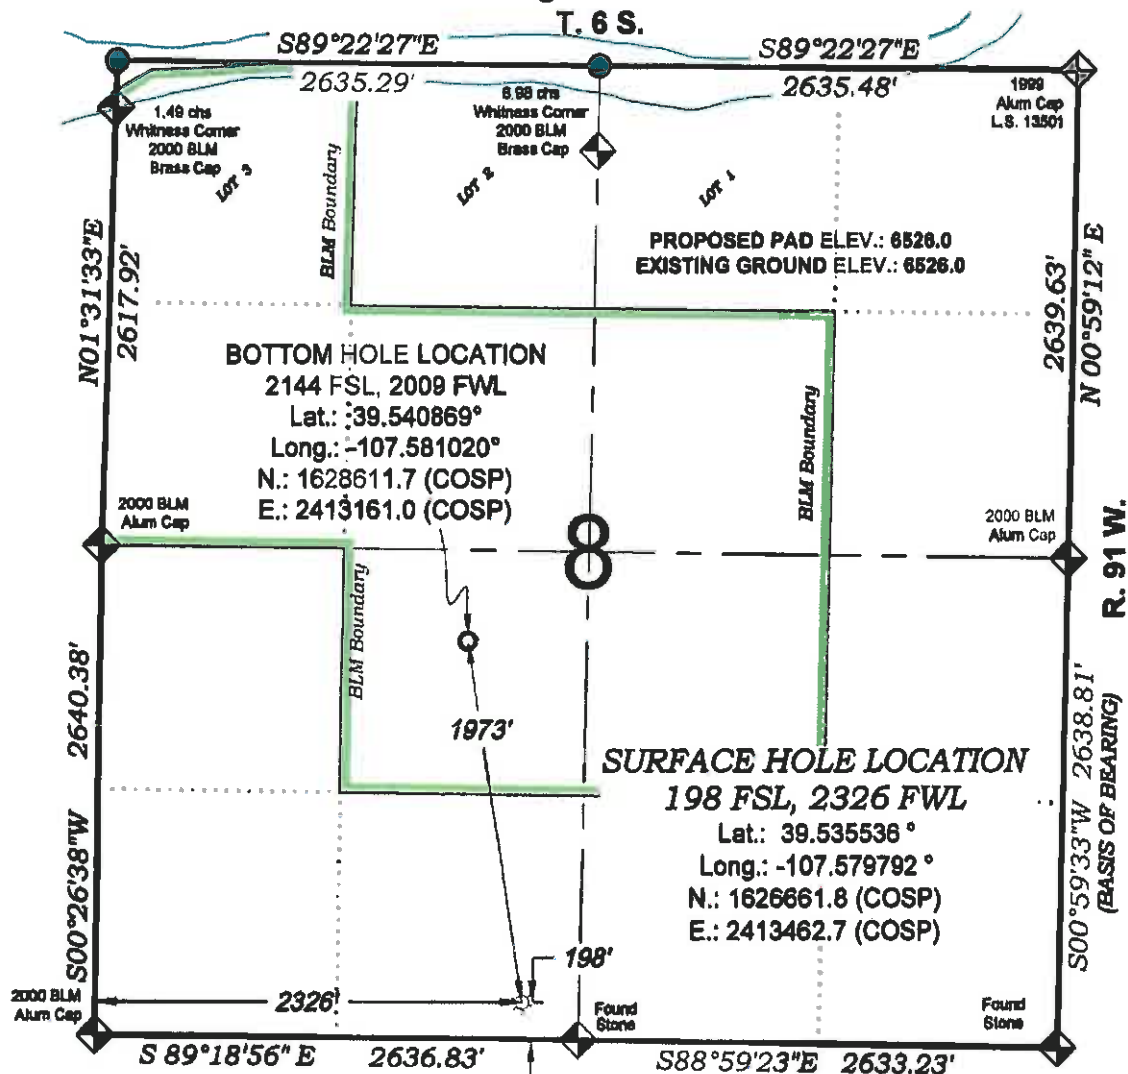 T. 6 S.
S89°22'27"E
S89°22'27"E
2635.29'
2635.48'
1.49 chs
Whitness Corner
2000 BLM
Brass Cap
6.98 chs
Whitness Corner
2000 BLM
Brass Cap
1999
Alum Cap
L.S. 13501
LOT 3
LOT 2
LOT 1
BLM Boundary
PROPOSED PAD ELEV.: 6526.0
EXISTING GROUND ELEV.: 6526.0
N01°31'33"E
2617.92'
2639.63'
N 00°59'12" E
BOTTOM HOLE LOCATION
2144 FSL, 2009 FWL
Lat.: 39.540869°
Long.: -107.581020°
N.: 1628611.7 (COSP)
E.: 2413161.0 (COSP)
BLM Boundary
2000 BLM
Alum Cap
8
2000 BLM
Alum Cap
R. 91 W.
BLM Boundary
S00°26'38"W
2640.38'
1973'
SURFACE HOLE LOCATION
198 FSL, 2326 FWL
Lat.: 39.535536 °
Long.: -107.579792 °
N.: 1626661.8 (COSP)
E.: 2413462.7 (COSP)
S00°59'33"W 2638.81'
(BASIS OF BEARING)
198'
2326'
2000 BLM
Alum Cap
Found
Stone
Found
Stone
S 89°18'56" E 2636.83'
S88°59'23"E 2633.23'